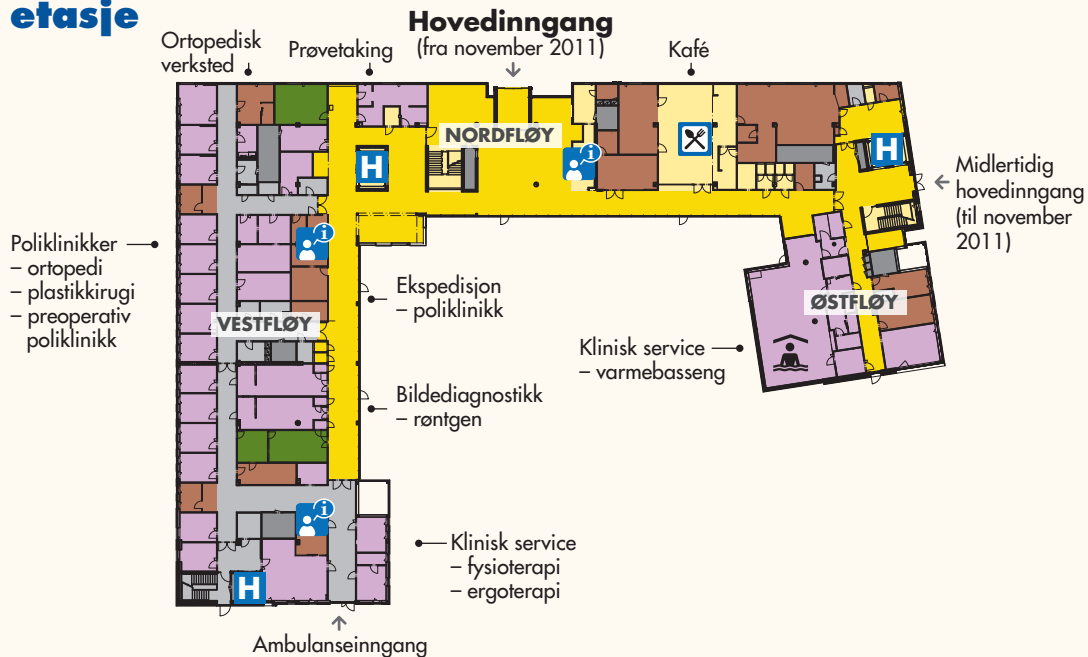 etasje
Hovedinngang
(fra november 2011)
Ortopedisk
verksted
Prøvetaking
Kafé
NORDFLØY
H
H
Midlertidig
hovedinngang
(til november
2011)
Poliklinikker
– ortopedi
– plastikkirugi
– preoperativ
poliklinikk
Ekspedisjon
– poliklinikk
VESTFLØY
ØSTFLØY
Klinisk service
– varmebasseng
Bildediagnostikk
– røntgen
Klinisk service
– fysioterapi
– ergoterapi
H
Ambulanseinngang
i
i
i